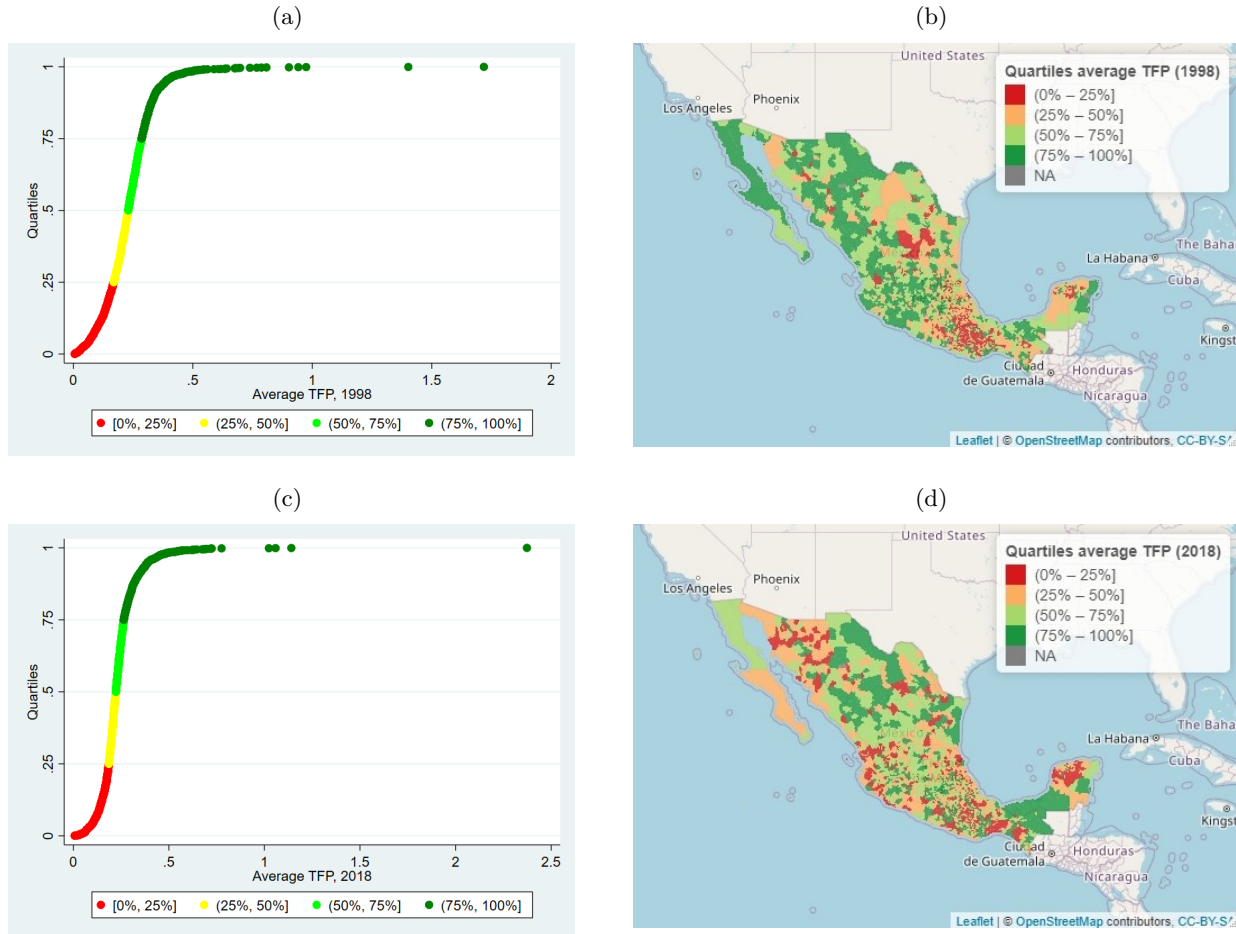 (a)
1
.75
.5
.25
0
Quartiles
0 .5 1 1.5 2
Average TFP, 1998
[0%, 25%] (25%, 50%] (50%, 75%] (75%, 100%]
(b)
United States
Los Angeles
Phoenix
Quartiles average TFP (1998)
(0% – 25%]
(25% – 50%]
(50% – 75%]
(75% – 100%]
NA
The Baha
La Habana
Cuba
Kingst
Ciudad
de Guatemala
Honduras
Nicaragua
Leaflet | © OpenStreetMap contributors, CC-BY-SA
(c)
1
.75
.5
.25
0
Quartiles
0 .5 1 1.5 2 2.5
Average TFP, 2018
[0%, 25%] (25%, 50%] (50%, 75%] (75%, 100%]
(d)
United States
Los Angeles
Phoenix
Quartiles average TFP (2018)
(0% – 25%]
(25% – 50%]
(50% – 75%]
(75% – 100%]
NA
México
The Baha
La Habana
Cuba
Kingst
Ciudad
de Guatemala
Honduras
Nicaragua
Leaflet | © OpenStreetMap contributors, CC-BY-SA